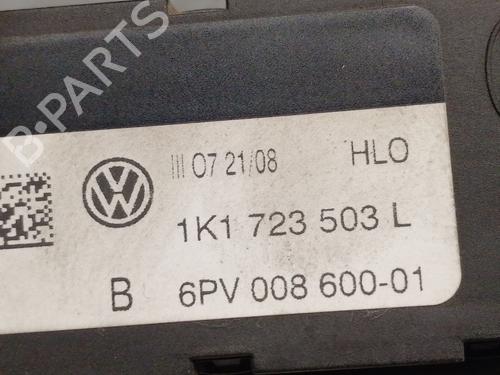 B-PARTS
III 07 21/08 HLO
1K1 723 503 L
B 6PV 008 600-01